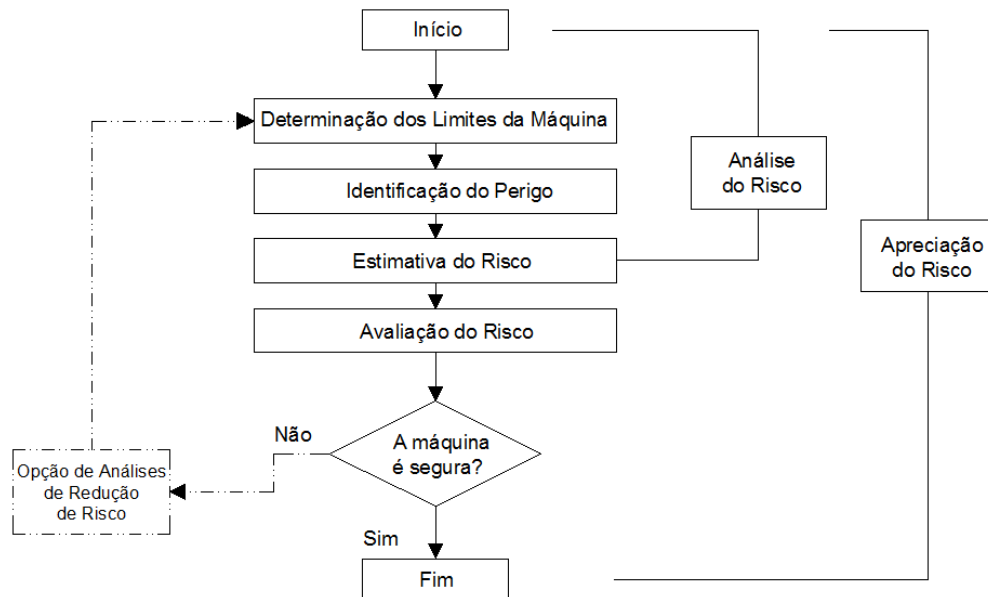 Início
Determinação dos Limites da Máquina
Identificação do Perigo
Estimativa do Risco
Avaliação do Risco
A máquina
é segura?
Não
Opção de Análises
de Redução
de Risco
Sim
Fim
Análise
do Risco
Apreciação
do Risco